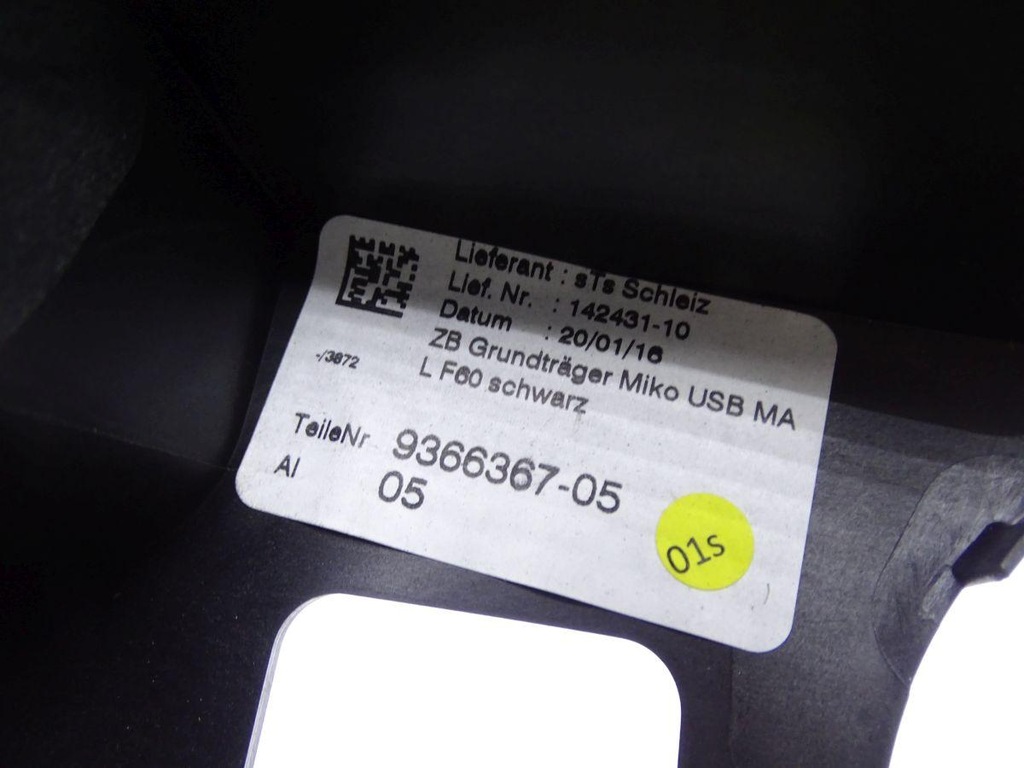 Lieferant : sTs Schleiz
Lief. Nr. : 142431-10
Datum : 20/01/16
ZB Grundträger Miko USB MA
L F60 schwarz
-/3872
TeileNr 9366367-05
AI 05
01s